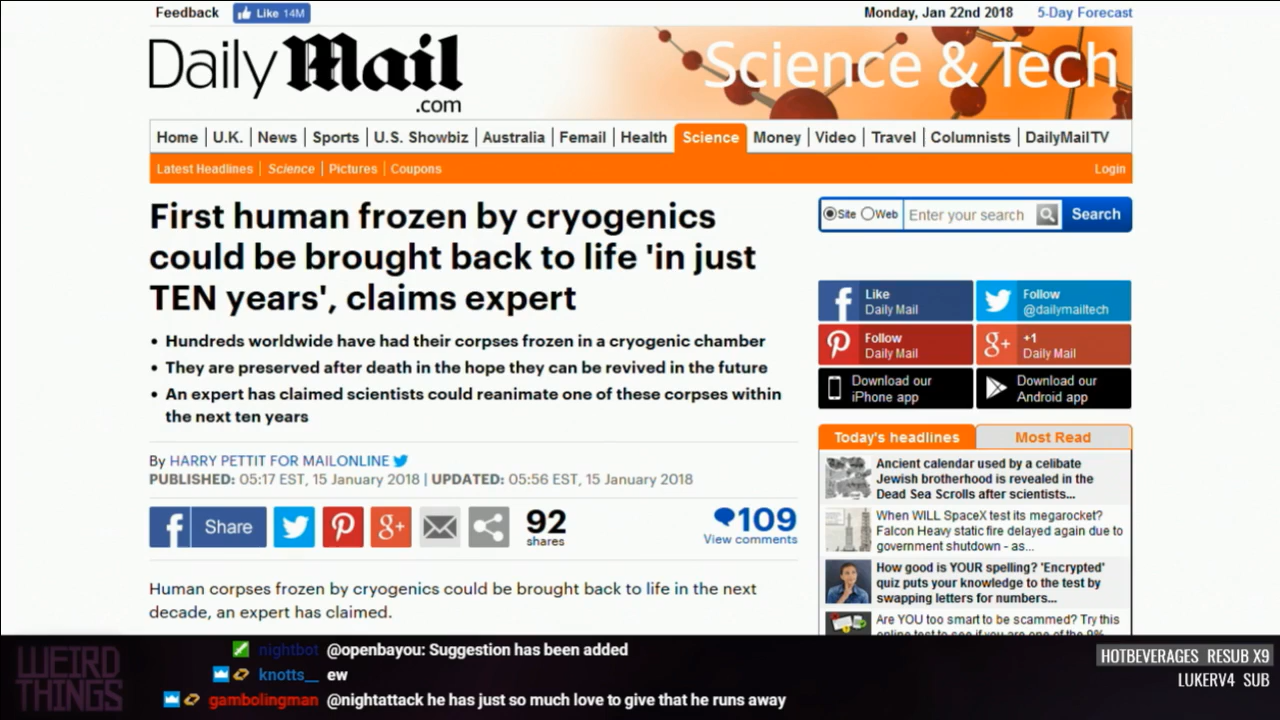 Feedback
Like 14M
Monday, Jan 22nd 2018
5-Day Forecast
Daily Mail
.com
Science & Tech
Home
U.K.
News
Sports
U.S. Showbiz
Australia
Femail
Health
Science
Money
Video
Travel
Columnists
DailyMailTV
Latest Headlines
Science
Pictures
Coupons
Login
First human frozen by cryogenics
could be brought back to life 'in just
TEN years', claims expert
• Hundreds worldwide have had their corpses frozen in a cryogenic chamber
• They are preserved after death in the hope they can be revived in the future
• An expert has claimed scientists could reanimate one of these corpses within
the next ten years
By HARRY PETTIT FOR MAILONLINE
PUBLISHED: 05:17 EST, 15 January 2018 | UPDATED: 05:56 EST, 15 January 2018
Share
92
shares
109
View comments
Human corpses frozen by cryogenics could be brought back to life in the next
decade, an expert has claimed.
Site
Web
Enter your search
Search
Like
Daily Mail
Follow
@dailymailtech
Follow
Daily Mail
+1
Daily Mail
Download our
iPhone app
Download our
Android app
Today's headlines
Most Read
Ancient calendar used by a celibate
Jewish brotherhood is revealed in the
Dead Sea Scrolls after scientists...
When WILL SpaceX test its megarocket?
Falcon Heavy static fire delayed again due to
government shutdown - as...
How good is YOUR spelling? 'Encrypted'
quiz puts your knowledge to the test by
swapping letters for numbers...
Are YOU too smart to be scammed? Try this
online test to see if you are one of the 9%
WEIRD
THINGS
nightbot @openbayou: Suggestion has been added
knotts__ ew
gambolingman @nightattack he has just so much love to give that he runs away
HOTBEVERAGES RESUB X9
LUKERV4 SUB